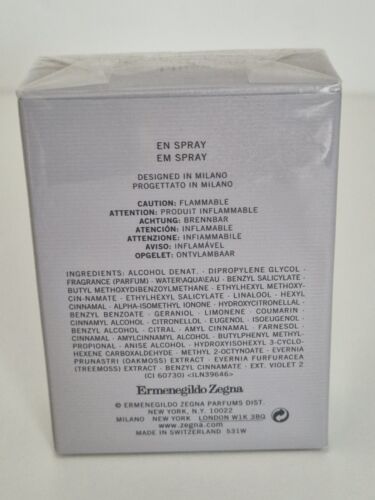 EN SPRAY
EM SPRAY
DESIGNED IN MILANO
PROGETTATO IN MILANO
CAUTION: FLAMMABLE
ATTENTION: PRODUIT INFLAMMABLE
ACHTUNG: BRENNBAR
ATENCIÓN: INFLAMABLE
ATTENZIONE: INFIAMMABILE
AVISO: INFLAMÁVEL
OPGELET: ONTVLAMBAAR
INGREDIENTS: ALCOHOL DENAT. · DIPROPYLENE GLYCOL ·
FRAGRANCE (PARFUM) · WATER\AQUA\EAU · BENZYL SALICYLATE ·
BUTYL METHOXYDIBENZOYLMETHANE · ETHYLHEXYL METHOXY-
CIN-NAMATE · ETHYLHEXYL SALICYLATE · LINALOOL · HEXYL
CINNAMAL · ALPHA-ISOMETHYL IONONE · HYDROXYCITRONELLAL ·
BENZYL BENZOATE · GERANIOL · LIMONENE · COUMARIN ·
CINNAMYL ALCOHOL · CITRONELLOL · EUGENOL · ISOEUGENOL ·
BENZYL ALCOHOL · CITRAL · AMYL CINNAMAL · FARNESOL ·
CINNAMAL · AMYLCINNAMYL ALCOHOL · BUTYLPHENYL METHYL-
PROPIONAL · ANISE ALCOHOL · HYDROXYISOHEXYL 3-CYCLO-
HEXENE CARBOXALDEHYDE · METHYL 2-OCTYNOATE · EVERNIA
PRUNASTRI (OAKMOSS) EXTRACT · EVERNIA FURFURACEA
(TREEMOSS) EXTRACT · BENZYL CINNAMATE · EXT. VIOLET 2
(CI 60730) <ILN39646>
Ermenegildo Zegna
© ERMENEGILDO ZEGNA PARFUMS DIST.
NEW YORK, N.Y. 10022
MILANO NEW YORK LONDON W1K 3BQ
www.zegna.com
MADE IN SWITZERLAND 531W